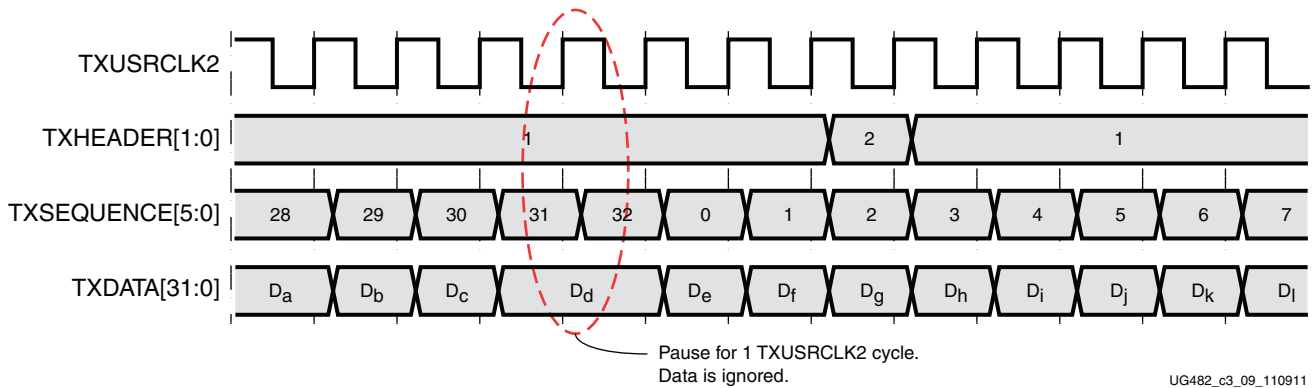 TXUSRCLK2
TXHEADER[1:0] 1 2 1
TXSEQUENCE[5:0] 28 29 30 31 32 0 1 2 3 4 5 6 7
TXDATA[31:0] Da Db Dc Dd De Df Dg Dh Di Dj Dk Dl
Pause for 1 TXUSRCLK2 cycle.
Data is ignored.
UG482_c3_09_110911